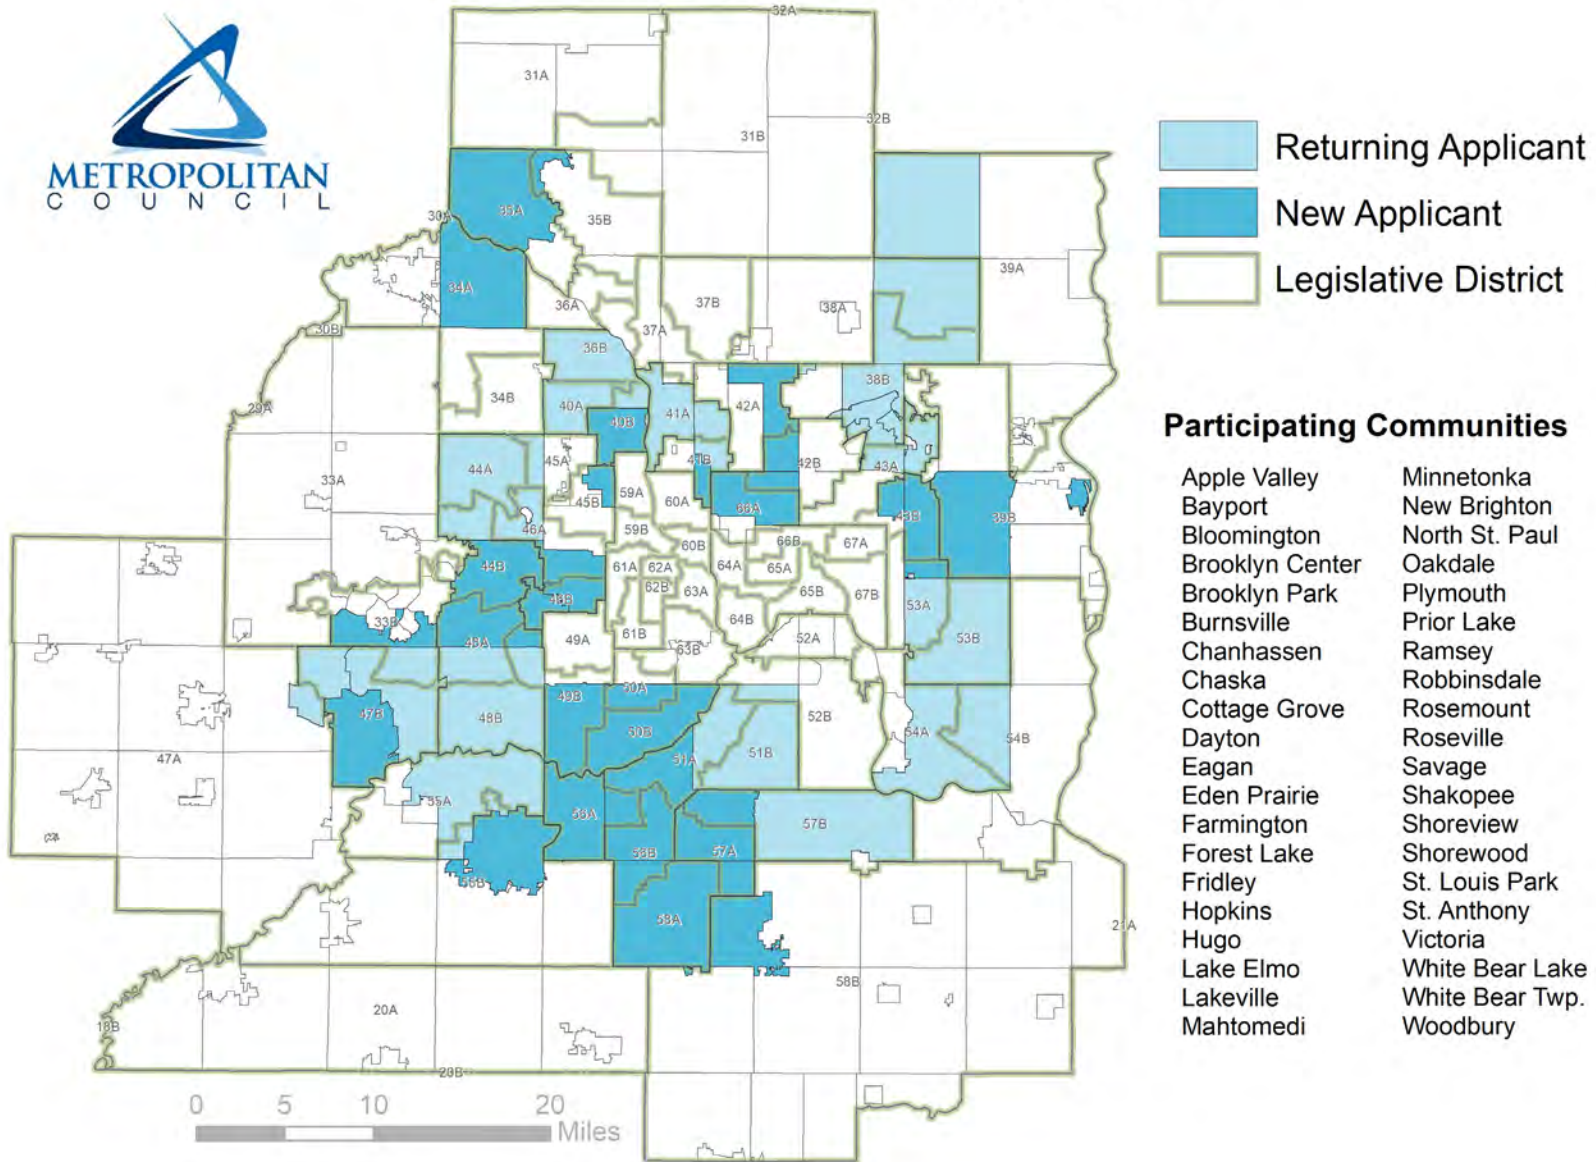 METROPOLITAN
COUNCIL
Returning Applicant
New Applicant
Legislative District
Participating Communities
Apple Valley
Bayport
Bloomington
Brooklyn Center
Brooklyn Park
Burnsville
Chanhassen
Chaska
Cottage Grove
Dayton
Eagan
Eden Prairie
Farmington
Forest Lake
Fridley
Hopkins
Hugo
Lake Elmo
Lakeville
Mahtomedi
Minnetonka
New Brighton
North St. Paul
Oakdale
Plymouth
Prior Lake
Ramsey
Robbinsdale
Rosemount
Roseville
Savage
Shakopee
Shoreview
Shorewood
St. Louis Park
St. Anthony
Victoria
White Bear Lake
White Bear Twp.
Woodbury
32A
31A
32B
31B
35A
35B
30A
39A
34A
36A
37B
38A
30B
37A
36B
38B
34B
40A
41A
42A
29A
40B
45A
41B
42B
43A
44A
33A
59A
60A
45B
66A
43B
39B
46A
59B
60B
66B
67A
44B
61A
62A
64A
65A
62B
63A
65B
67B
46B
53A
33B
64B
61B
52A
53B
48A
49A
63B
50A
49B
47B
48B
50B
52B
54A
54B
51A
51B
47A
55A
56A
57B
56B
57A
55B
58A
21A
58B
20A
18B
20B
0 5 10 20
Miles